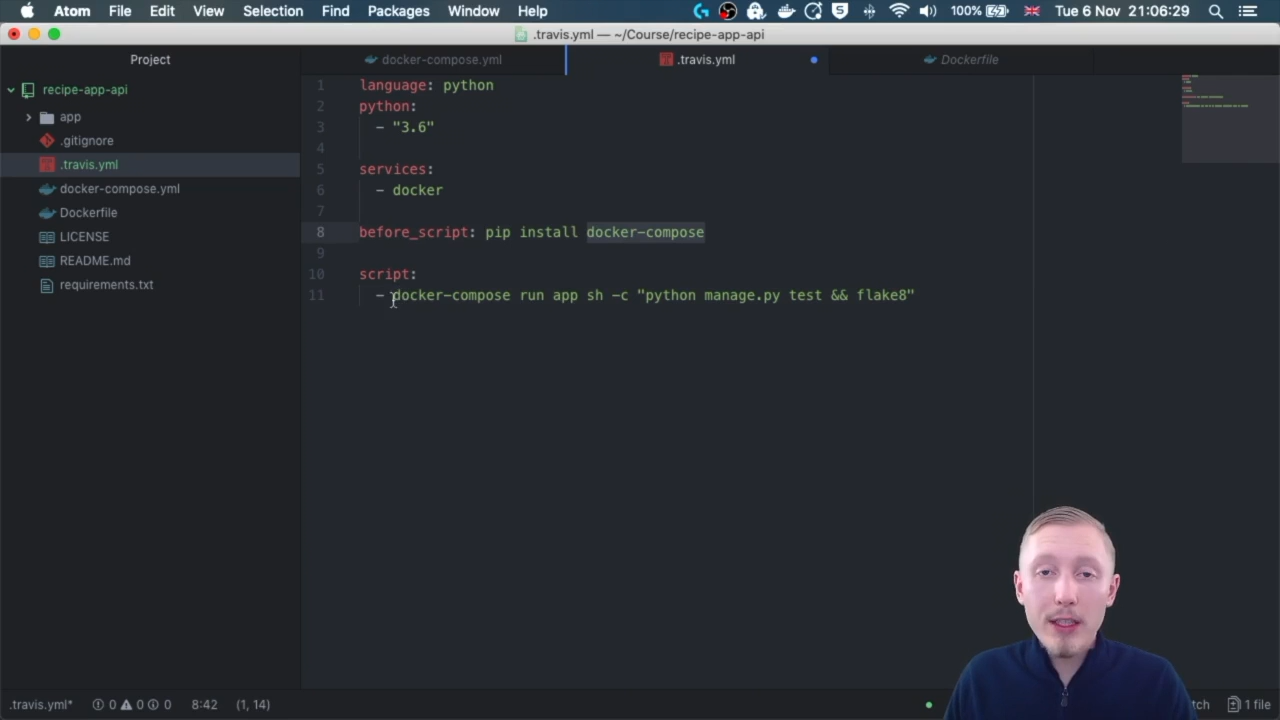 Atom File Edit View Selection Find Packages Window Help 100% Tue 6 Nov 21:06:29
.travis.yml — ~/Course/recipe-app-api
Project
docker-compose.yml
.travis.yml
Dockerfile
recipe-app-api
app
.gitignore
.travis.yml
docker-compose.yml
Dockerfile
LICENSE
README.md
requirements.txt
1 language: python
2 python:
3 - "3.6"
4
5 services:
6 - docker
7
8 before_script: pip install docker-compose
9
10 script:
11 - docker-compose run app sh -c "python manage.py test && flake8"
.travis.yml* 0 0 0 8:42 (1, 14)
tch 1 file